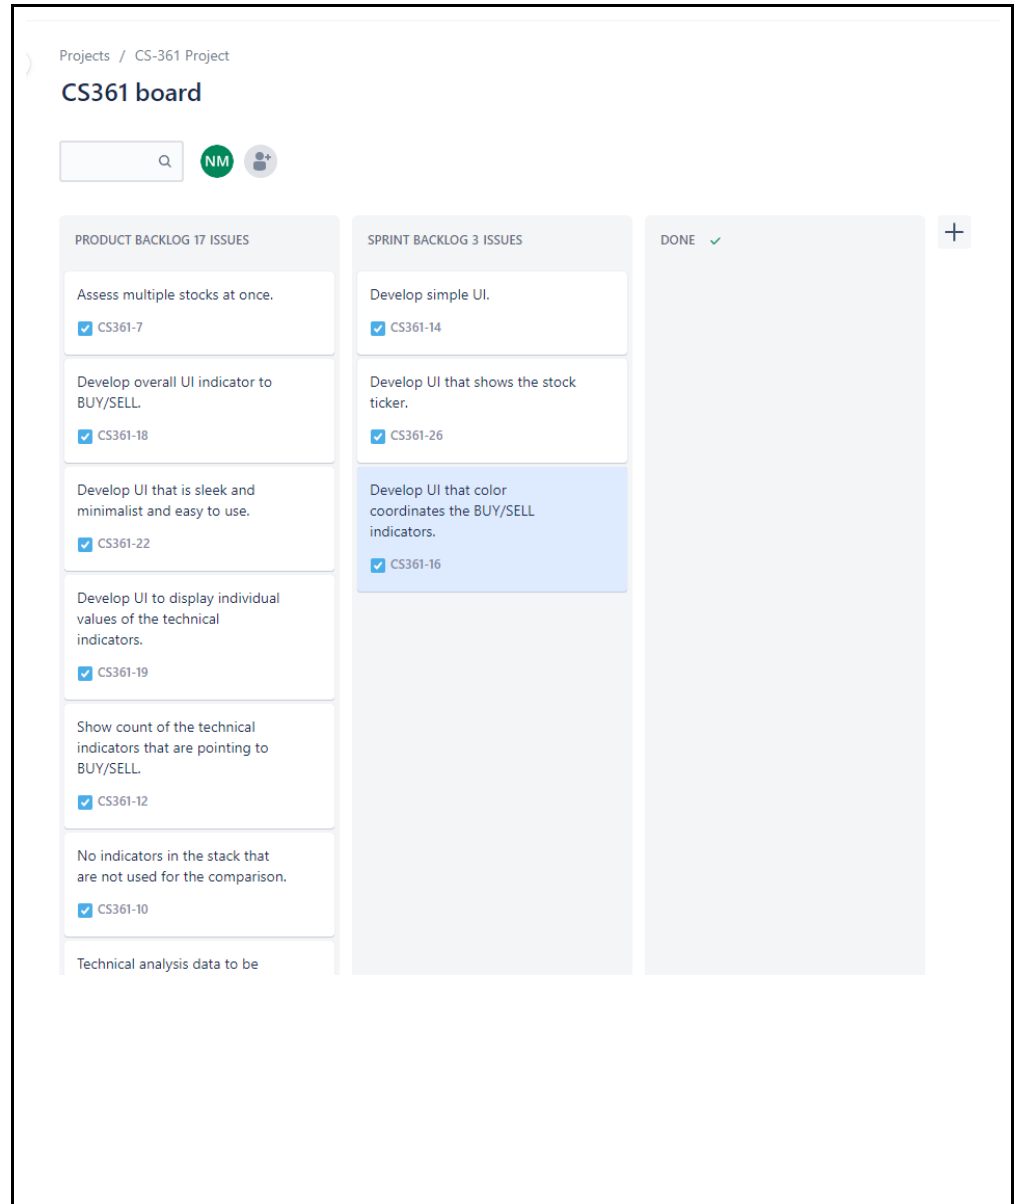 Projects / CS-361 Project
CS361 board
NM
PRODUCT BACKLOG 17 ISSUES
Assess multiple stocks at once.
CS361-7
Develop overall UI indicator to
BUY/SELL.
CS361-18
Develop UI that is sleek and
minimalist and easy to use.
CS361-22
Develop UI to display individual
values of the technical
indicators.
CS361-19
Show count of the technical
indicators that are pointing to
BUY/SELL.
CS361-12
No indicators in the stack that
are not used for the comparison.
CS361-10
Technical analysis data to be
SPRINT BACKLOG 3 ISSUES
Develop simple UI.
CS361-14
Develop UI that shows the stock
ticker.
CS361-26
Develop UI that color
coordinates the BUY/SELL
indicators.
CS361-16
DONE